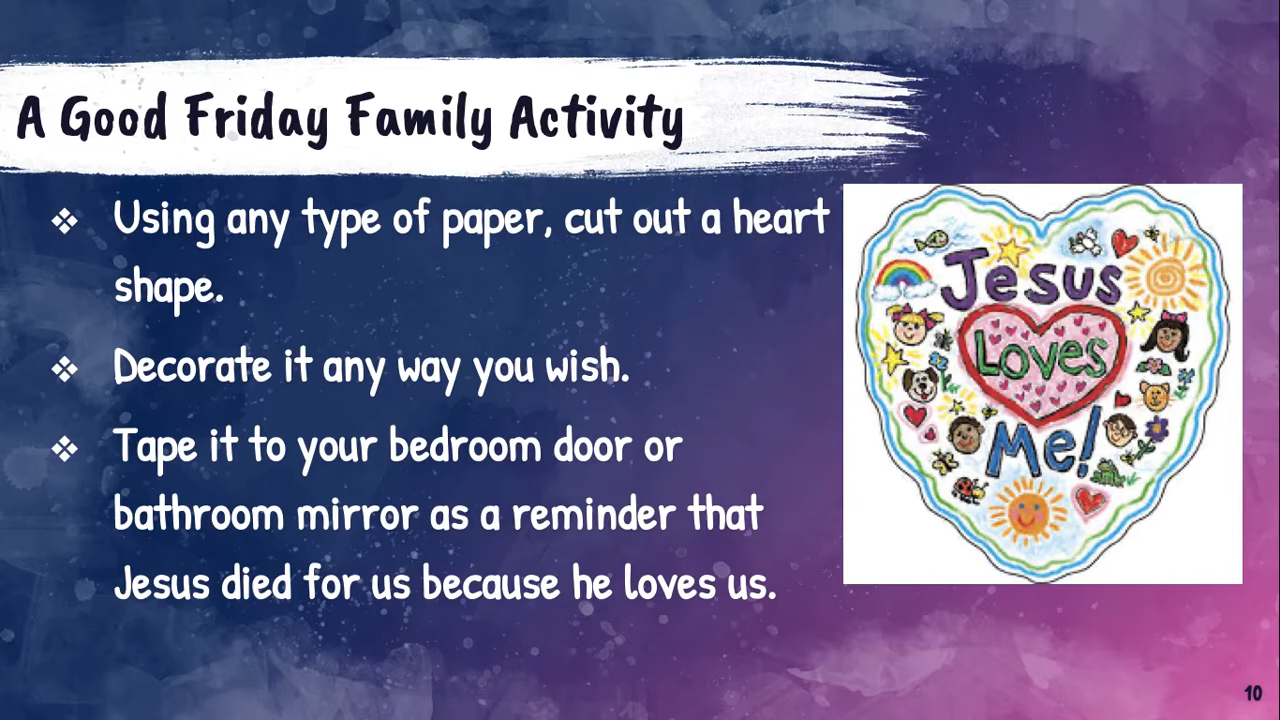 A Good Friday Family Activity
❖ Using any type of paper, cut out a heart
shape.
❖ Decorate it any way you wish.
❖ Tape it to your bedroom door or
bathroom mirror as a reminder that
Jesus died for us because he loves us.
Jesus
Loves
Me!
10